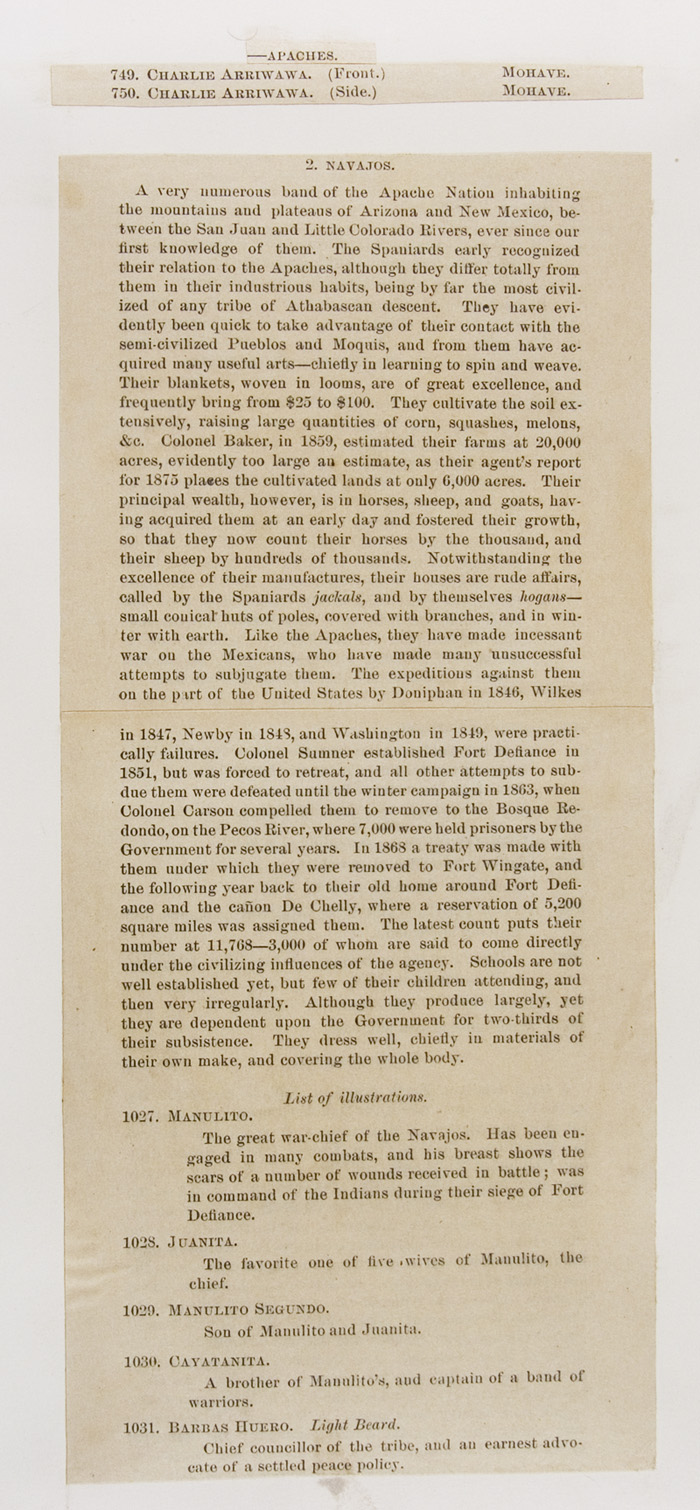 —APACHES.
749. CHARLIE ARRIWAWA. (Front.) MOHAVE.
750. CHARLIE ARRIWAWA. (Side.) MOHAVE.
2. NAVAJOS.
A very numerous band of the Apache Nation inhabiting
the mountains and plateaus of Arizona and New Mexico, be-
tween the San Juan and Little Colorado Rivers, ever since our
first knowledge of them. The Spaniards early recognized
their relation to the Apaches, although they differ totally from
them in their industrious habits, being by far the most civil-
ized of any tribe of Athabascan descent. They have evi-
dently been quick to take advantage of their contact with the
semi-civilized Pueblos and Moquis, and from them have ac-
quired many useful arts—chiefly in learning to spin and weave.
Their blankets, woven in looms, are of great excellence, and
frequently bring from $25 to $100. They cultivate the soil ex-
tensively, raising large quantities of corn, squashes, melons,
&c. Colonel Baker, in 1859, estimated their farms at 20,000
acres, evidently too large an estimate, as their agent's report
for 1875 places the cultivated lands at only 6,000 acres. Their
principal wealth, however, is in horses, sheep, and goats, hav-
ing acquired them at an early day and fostered their growth,
so that they now count their horses by the thousand, and
their sheep by hundreds of thousands. Notwithstanding the
excellence of their manufactures, their houses are rude affairs,
called by the Spaniards jackals, and by themselves hogans—
small conical huts of poles, covered with branches, and in win-
ter with earth. Like the Apaches, they have made incessant
war on the Mexicans, who have made many unsuccessful
attempts to subjugate them. The expeditions against them
on the part of the United States by Doniphan in 1846, Wilkes
in 1847, Newby in 1848, and Washington in 1849, were practi-
cally failures. Colonel Sumner established Fort Defiance in
1851, but was forced to retreat, and all other attempts to sub-
due them were defeated until the winter campaign in 1863, when
Colonel Carson compelled them to remove to the Bosque Re-
dondo, on the Pecos River, where 7,000 were held prisoners by the
Government for several years. In 1868 a treaty was made with
them under which they were removed to Fort Wingate, and
the following year back to their old home around Fort Defi-
ance and the cañon De Chelly, where a reservation of 5,200
square miles was assigned them. The latest count puts their
number at 11,768—3,000 of whom are said to come directly
under the civilizing influences of the agency. Schools are not
well established yet, but few of their children attending, and
then very irregularly. Although they produce largely, yet
they are dependent upon the Government for two-thirds of
their subsistence. They dress well, chiefly in materials of
their own make, and covering the whole body.
List of illustrations.
1027. MANULITO.
The great war-chief of the Navajos. Has been en-
gaged in many combats, and his breast shows the
scars of a number of wounds received in battle; was
in command of the Indians during their siege of Fort
Defiance.
1028. JUANITA.
The favorite one of five wives of Manulito, the
chief.
1029. MANULITO SEGUNDO.
Son of Manulito and Juanita.
1030. CAYATANITA.
A brother of Manulito's, and captain of a band of
warriors.
1031. BARBAS HUERO. Light Beard.
Chief councillor of the tribe, and an earnest advo-
cate of a settled peace policy.